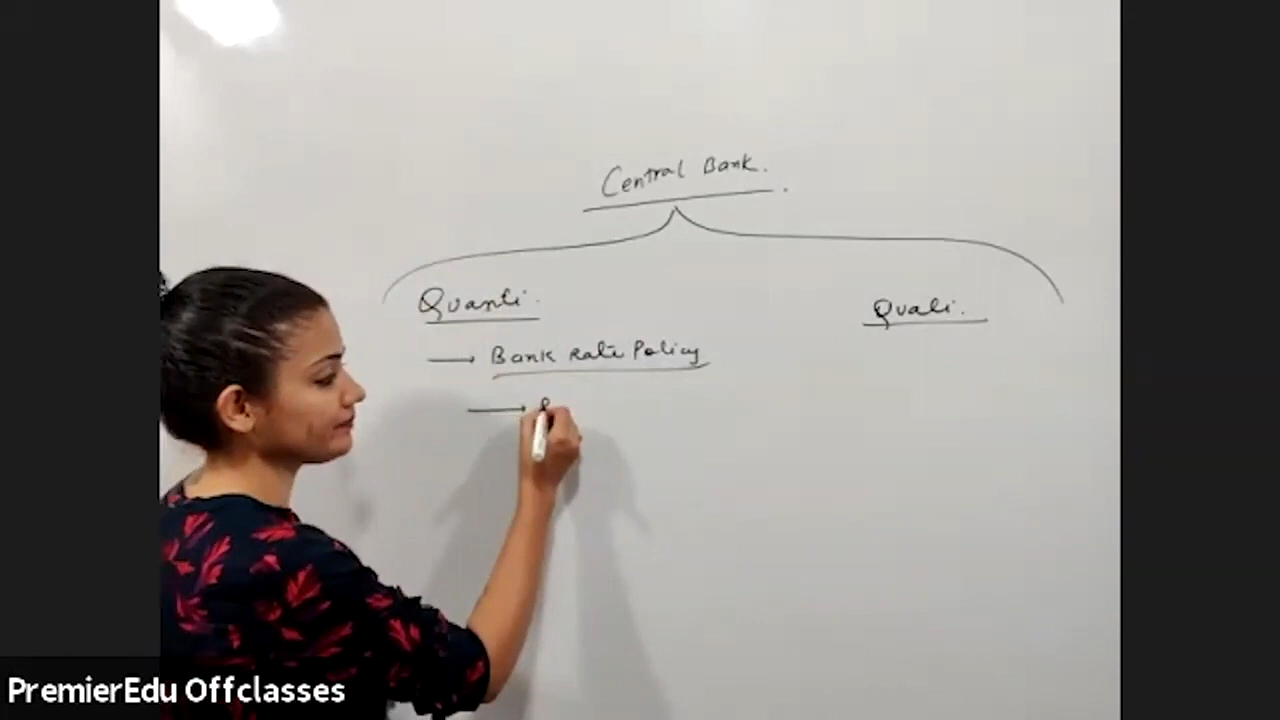 Central Bank.
Quanti.
Quali.
Bank Rate Policy
PremierEdu Offclasses